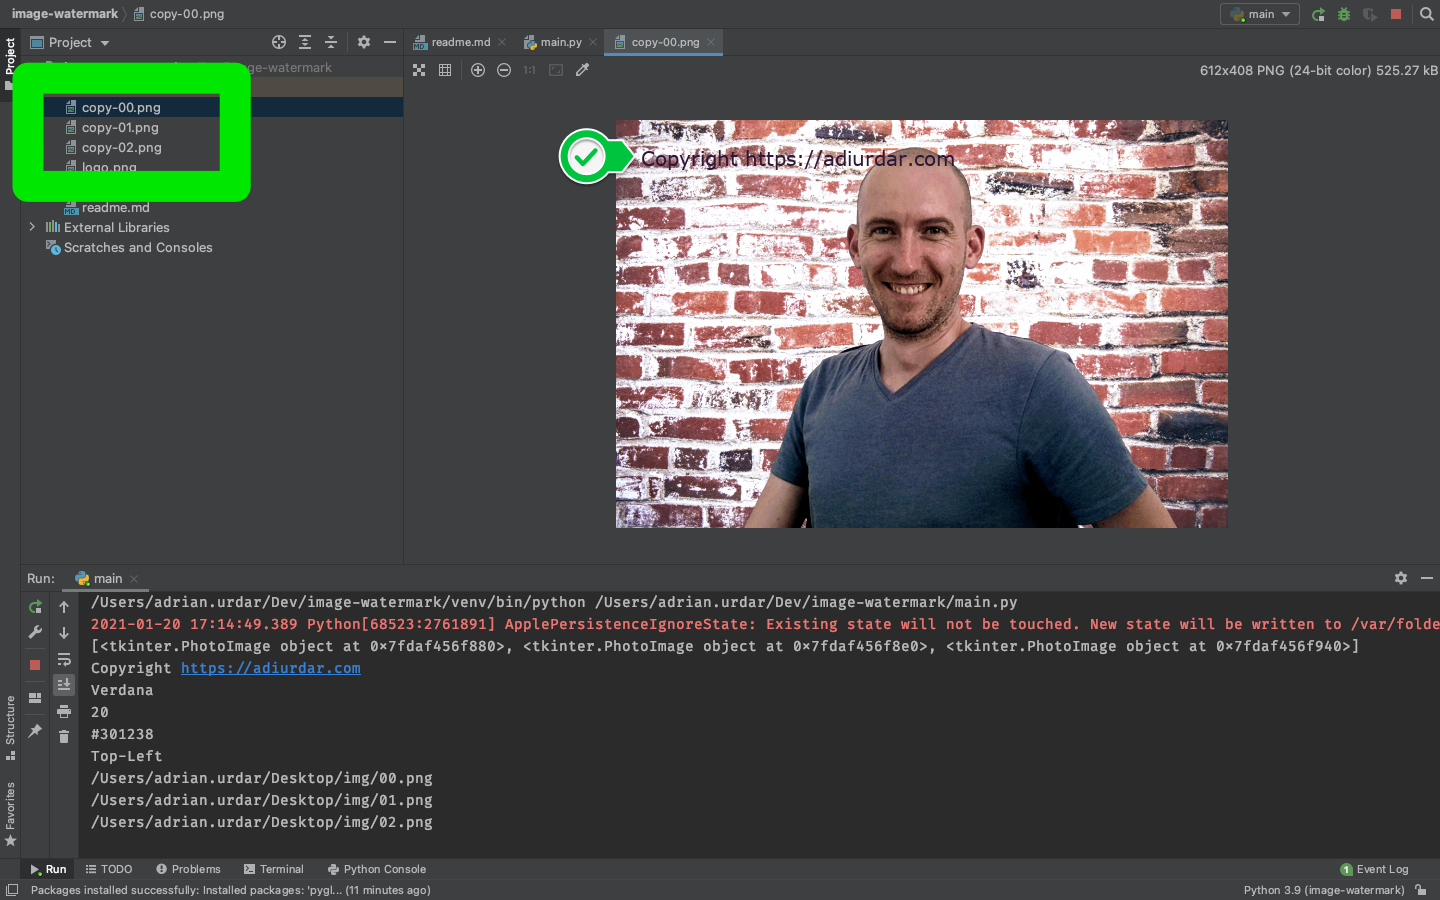 image-watermark
copy-00.png
main
Project
Project
readme.md
main.py
copy-00.png
ge-watermark
1:1
612x408 PNG (24-bit color) 525.27 kB
copy-00.png
copy-01.png
copy-02.png
logo.png
readme.md
External Libraries
Scratches and Consoles
Copyright https://adiurdar.com
Run:
main
/Users/adrian.urdar/Dev/image-watermark/venv/bin/python /Users/adrian.urdar/Dev/image-watermark/main.py
2021-01-20 17:14:49.389 Python[68523:2761891] ApplePersistenceIgnoreState: Existing state will not be touched. New state will be written to /var/folde
[<tkinter.PhotoImage object at 0x7fdaf456f880>, <tkinter.PhotoImage object at 0x7fdaf456f8e0>, <tkinter.PhotoImage object at 0x7fdaf456f940>]
Copyright https://adiurdar.com
Verdana
20
#301238
Top-Left
/Users/adrian.urdar/Desktop/img/00.png
/Users/adrian.urdar/Desktop/img/01.png
/Users/adrian.urdar/Desktop/img/02.png
Structure
Favorites
Run
TODO
Problems
Terminal
Python Console
1 Event Log
Packages installed successfully: Installed packages: 'pygl... (11 minutes ago)
Python 3.9 (image-watermark)